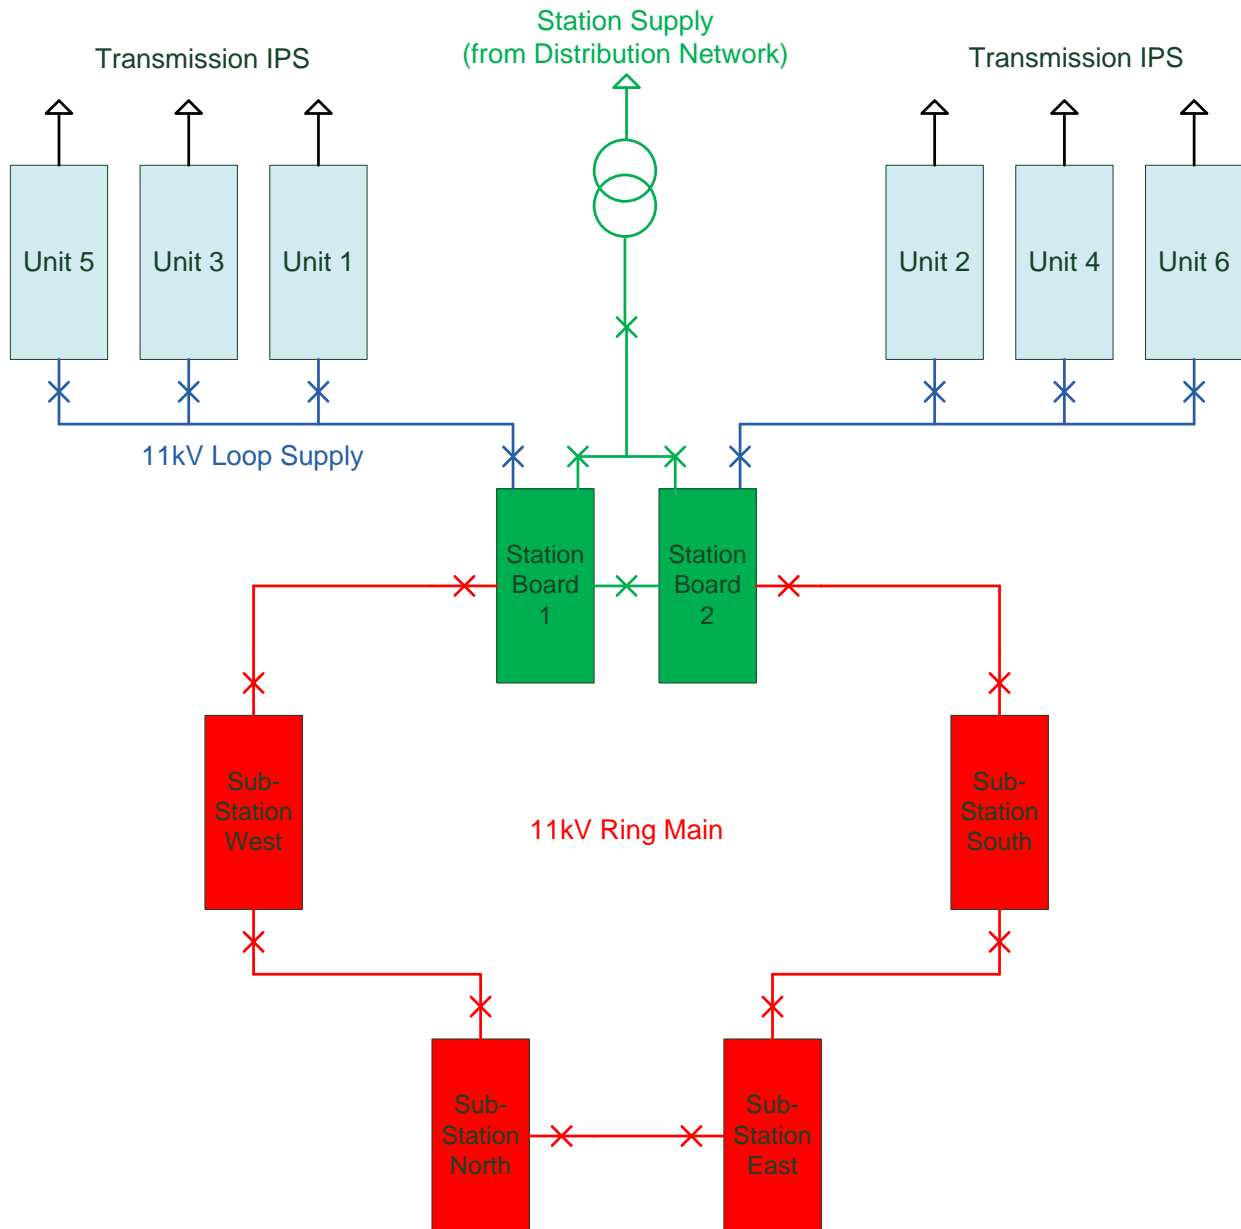 Station Supply
(from Distribution Network)
Transmission IPS
Transmission IPS
Unit 5
Unit 3
Unit 1
Unit 2
Unit 4
Unit 6
11kV Loop Supply
Station
Board
1
Station
Board
2
Sub-
Station
West
Sub-
Station
South
11kV Ring Main
Sub-
Station
North
Sub-
Station
East